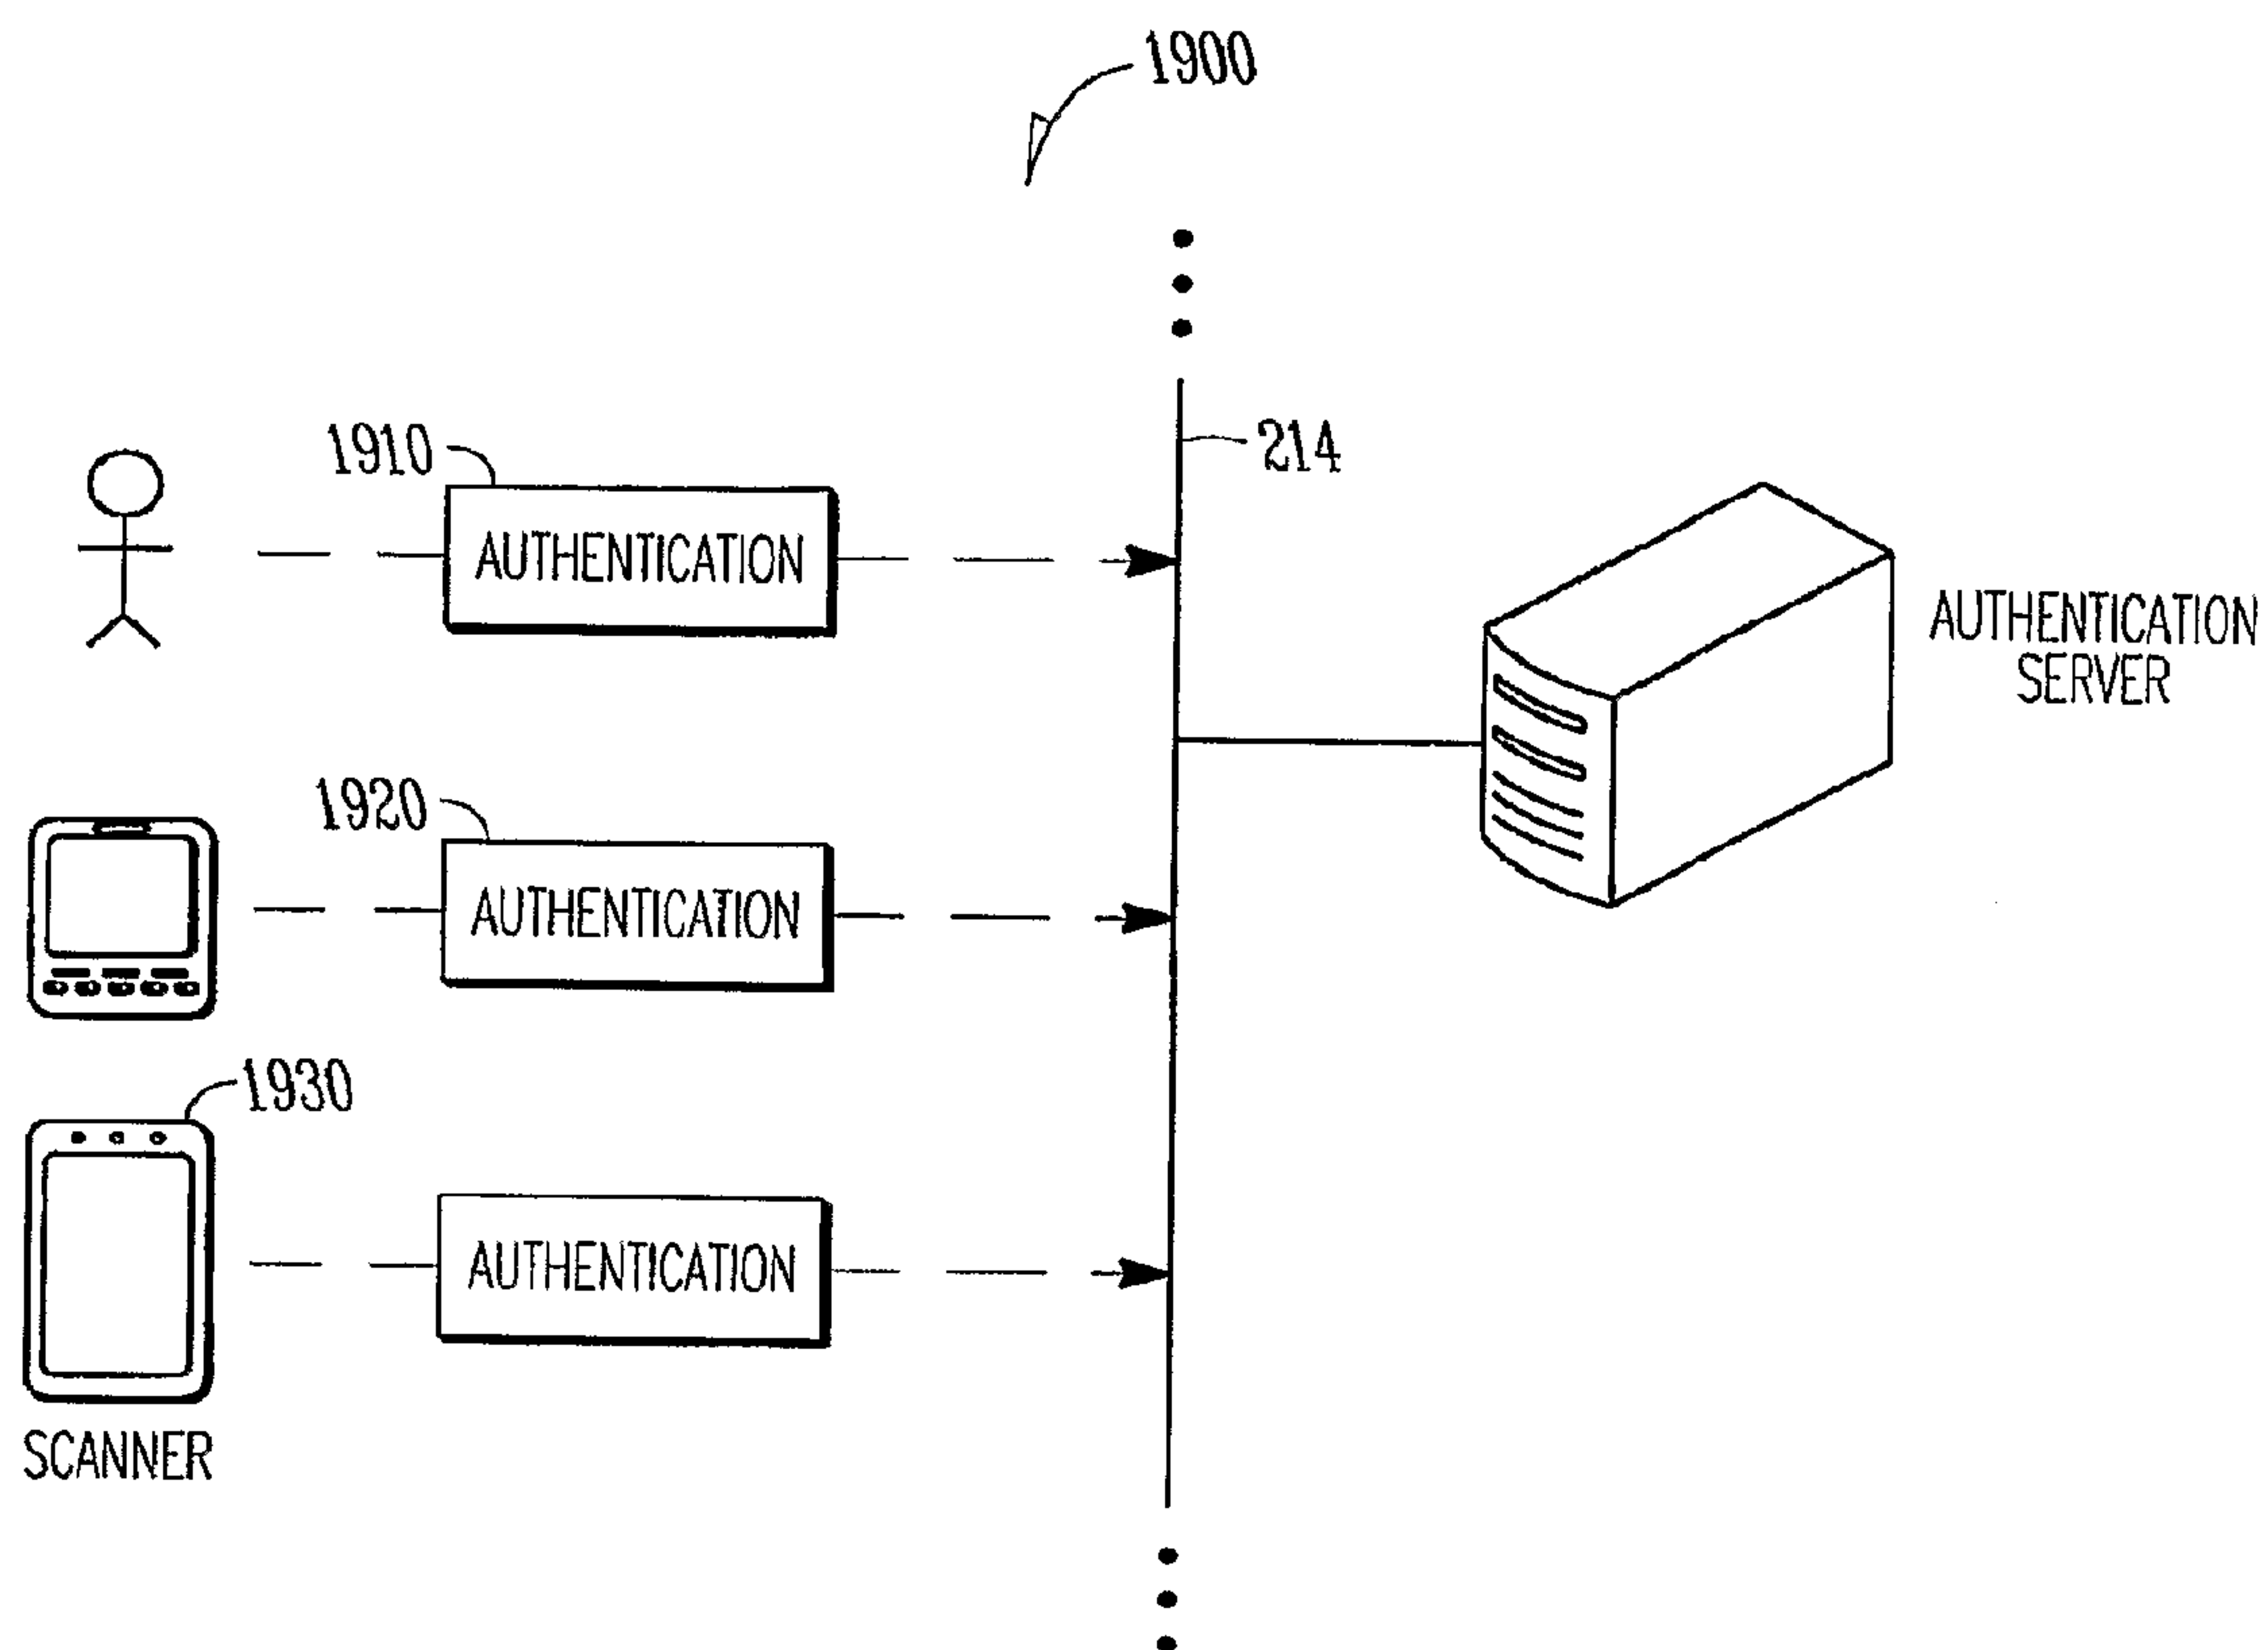 1900
214
1910
AUTHENTICATION
AUTHENTICATION
SERVER
1920
AUTHENTICATION
1930
AUTHENTICATION
SCANNER